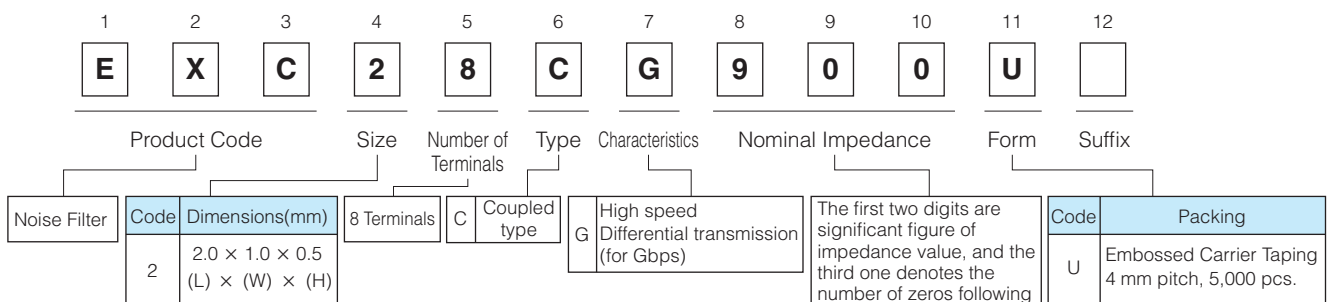 1 2 3 4 5 6 7 8 9 10 11 12
E X C 2 8 C G 9 0 0 U
Product Code Size Number of Terminals Type Characteristics Nominal Impedance Form Suffix
Noise Filter
Code Dimensions(mm)
2 2.0 × 1.0 × 0.5
(L) × (W) × (H)
8 Terminals
C Coupled
type
G High speed
Differential transmission
(for Gbps)
The first two digits are
significant figure of
impedance value, and the
third one denotes the
number of zeros following
Code Packing
U Embossed Carrier Taping
4 mm pitch, 5,000 pcs.